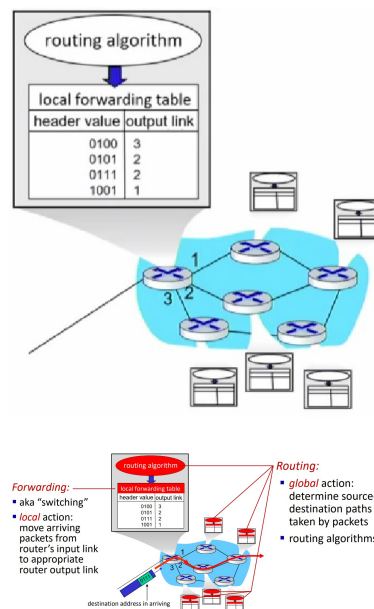 routing algorithm
local forwarding table
header value output link
0100 3
0101 2
0111 2
1001 1
1
3 2
routing algorithm
local forwarding table
header value output link
0100 3
0101 2
0111 2
1001 1
Forwarding:
aka “switching”
local action:
move arriving
packets from
router’s input link
to appropriate
router output link
1
3 2
0111
destination address in arriving
Routing:
global action:
determine source
destination paths
taken by packets
routing algorithms